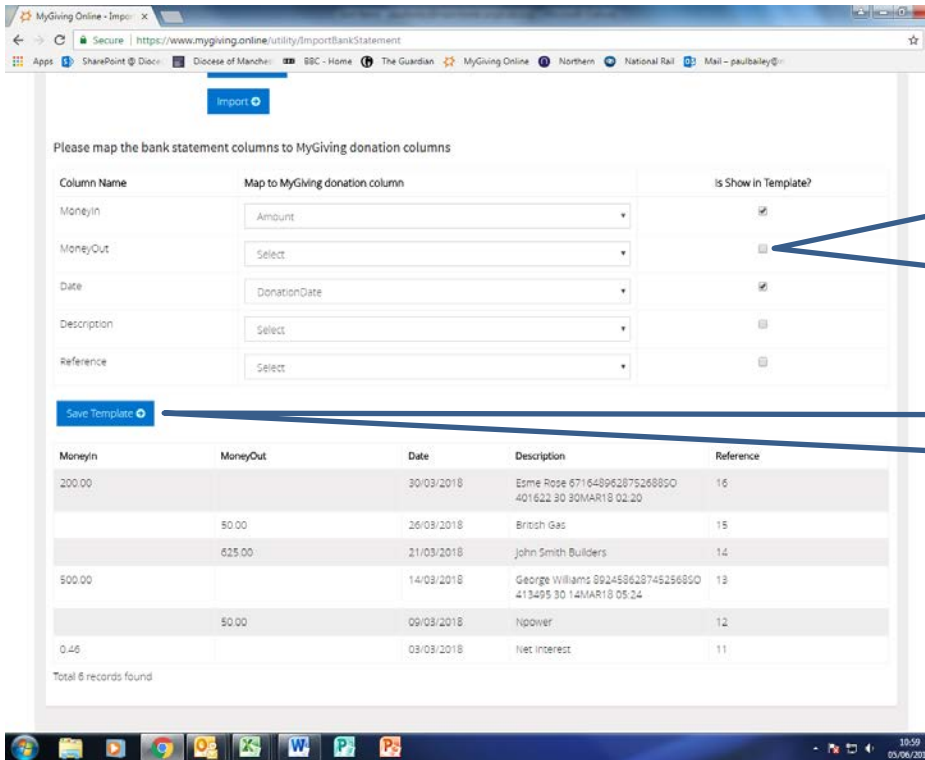 MyGiving Online - Impor
Secure | https://www.mygiving.online/utility/ImportBankStatement
Apps SharePoint @ Dioce Diocese of Manches BBC - Home The Guardian MyGiving Online Northern National Rail Mail – paulbailey@
Import
Please map the bank statement columns to MyGiving donation columns
Column Name Map to MyGiving donation column Is Show in Template?
MoneyIn Amount
MoneyOut Select
Date DonationDate
Description Select
Reference Select
Save Template
MoneyIn MoneyOut Date Description Reference
200.00 30/03/2018 Esme Rose 6716489628752688SO 16
401622 30 30MAR18 02:20
50.00 26/03/2018 British Gas 15
625.00 21/03/2018 John Smith Builders 14
500.00 14/03/2018 George Williams 8924586287452568SO 13
413495 30 14MAR18 05:24
50.00 09/03/2018 Npower 12
0.46 03/03/2018 Net Interest 11
Total 6 records found
10:59